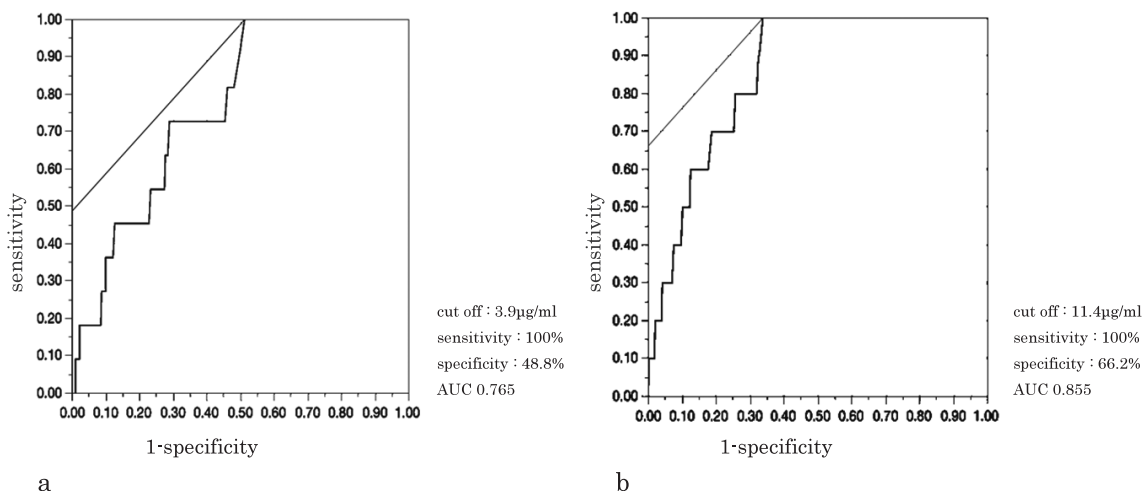 1.00
0.90
0.80
0.70
0.60
0.50
0.40
0.30
0.20
0.10
0.00
sensitivity
0.00 0.10 0.20 0.30 0.40 0.50 0.60 0.70 0.80 0.90 1.00
1-specificity
cut off : 3.9µg/ml
sensitivity : 100%
specificity : 48.8%
AUC 0.765
a
1.00
0.90
0.80
0.70
0.60
0.50
0.40
0.30
0.20
0.10
0.00
sensitivity
0.00 0.10 0.20 0.30 0.40 0.50 0.60 0.70 0.80 0.90 1.00
1-specificity
cut off : 11.4µg/ml
sensitivity : 100%
specificity : 66.2%
AUC 0.855
b